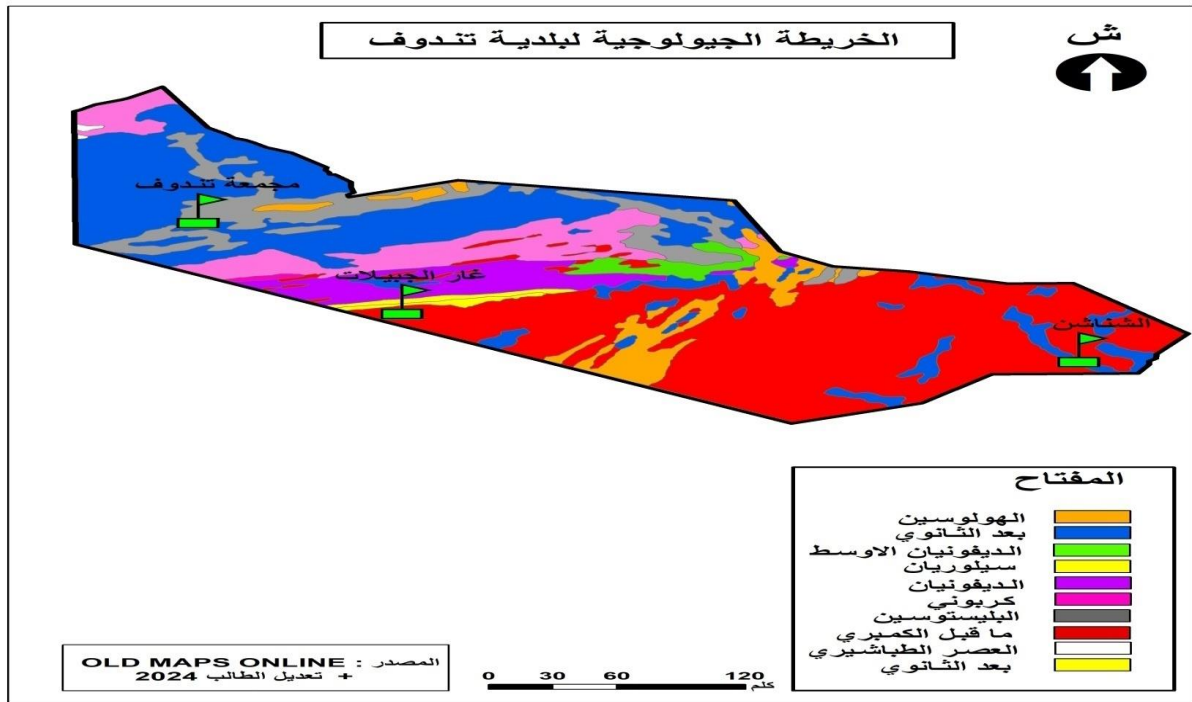 الخريطة الجيولوجية لبلدية تندوف
ش
مجمعة تندوف
غار الجبيلات
الشناشن
المفتاح
الهولوسين
بعد الثانوي
الديفونيان الاوسط
سيلوريان
الديفونيان
كربوني
البليستوسين
ما قبل الكمبري
العصر الطباشيري
بعد الثانوي
المصدر : OLD MAPS ONLINE
+ تعديل الطالب 2024
0 30 60 120
كلم